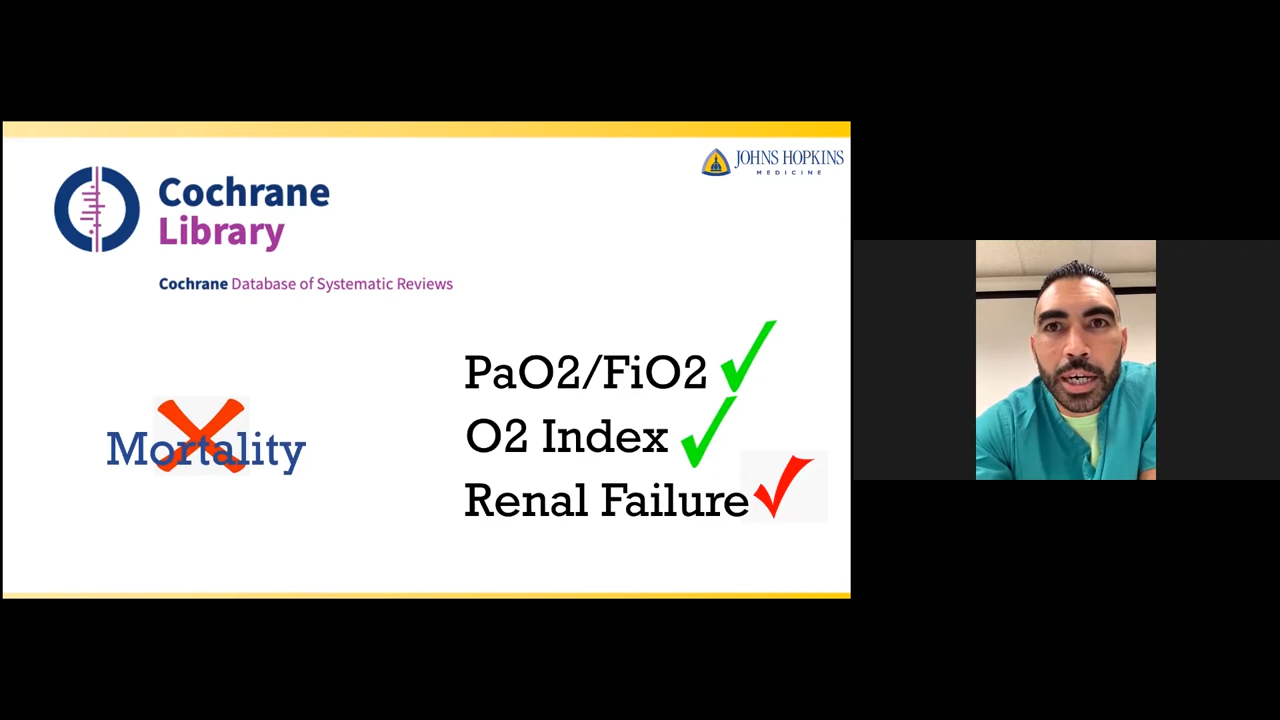 JOHNS HOPKINS
MEDICINE
Cochrane
Library
Cochrane Database of Systematic Reviews
PaO2/FiO2
O2 Index
Mortality
Renal Failure